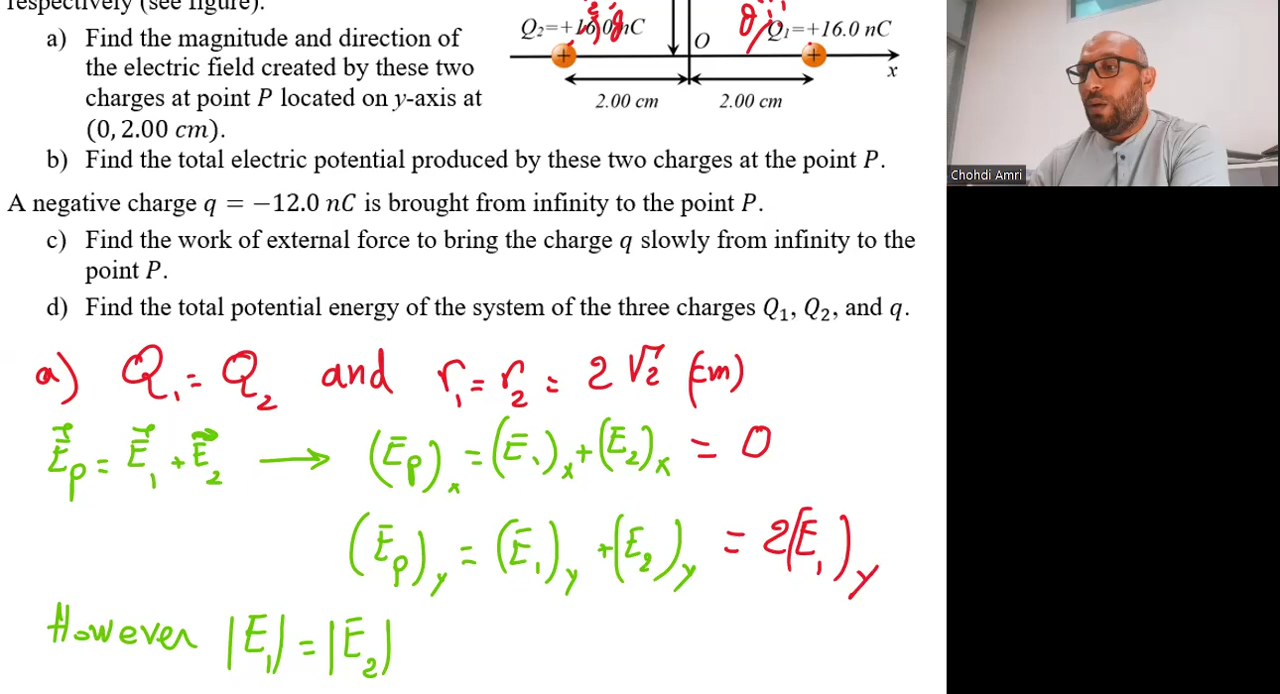 respectively (see figure).
a) Find the magnitude and direction of
the electric field created by these two
charges at point P located on y-axis at
(0, 2.00 cm).
Q₂=+16.0 nC
O
Q₁=+16.0 nC
x
2.00 cm
2.00 cm
b) Find the total electric potential produced by these two charges at the point P.
A negative charge q = −12.0 nC is brought from infinity to the point P.
c) Find the work of external force to bring the charge q slowly from infinity to the
point P.
d) Find the total potential energy of the system of the three charges Q₁, Q₂, and q.
a) Q₁ = Q₂ and r₁ = r₂ = 2 √2 (cm)
E⃗p = E⃗₁ + E⃗₂ → (Ep)x = (E₁)x + (E₂)x = 0
(Ep)y = (E₁)y + (E₂)y = 2(E₁)y
However |E₁| = |E₂|
Chohdi Amri